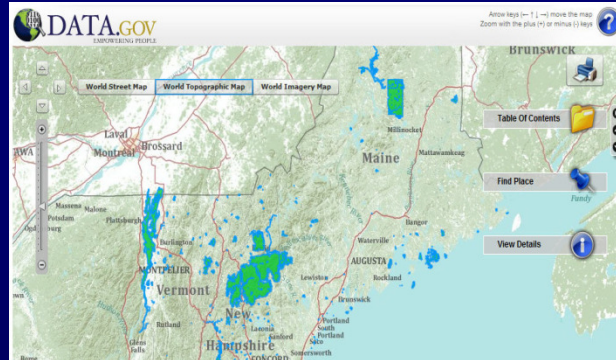 DATA.GOV
EMPOWERING PEOPLE
Arrow keys (← ↑ ↓ →) move the map
Zoom with the plus (+) or minus (-) keys
Brunswick
World Street Map
World Topographic Map
World Imagery Map
Table Of Contents
Find Place
View Details
Laval
Montréal
Brossard
Millinocket
Maine
Mattawamkeag
Massena
Malone
Potsdam
Plattsburgh
Fundy
Bangor
Burlington
Waterville
MONTPELIER
AUGUSTA
Rockland
Lewiston
Vermont
Brunswick
New
Rutland
Laconia
Portland
Sanford
South
Portland
Glens
Falls
Hampshire
Saco
Somersworth
CONCORD
Rome